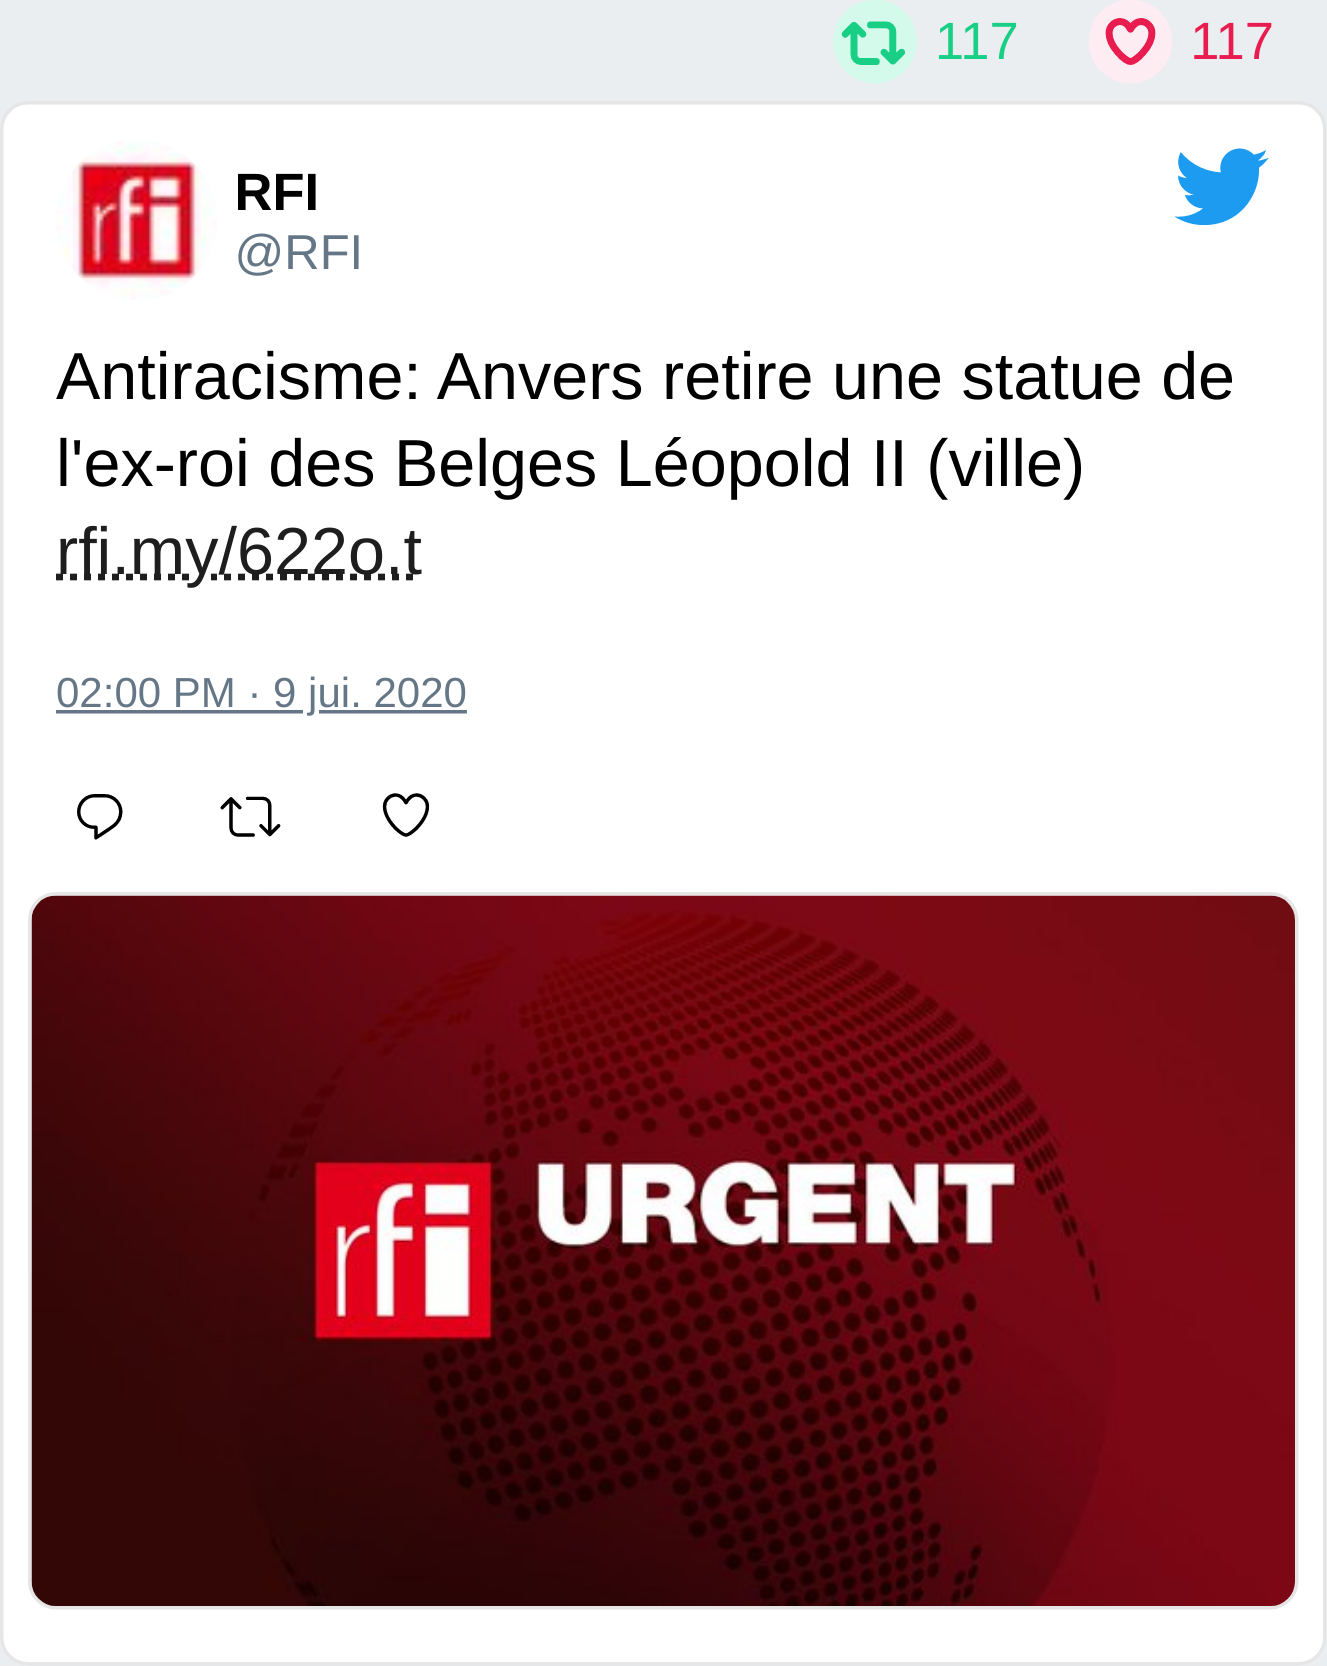 117 117
rfi
RFI
@RFI
Antiracisme: Anvers retire une statue de
l'ex-roi des Belges Léopold II (ville)
rfi.my/622o.t
02:00 PM · 9 jui. 2020
rfi URGENT